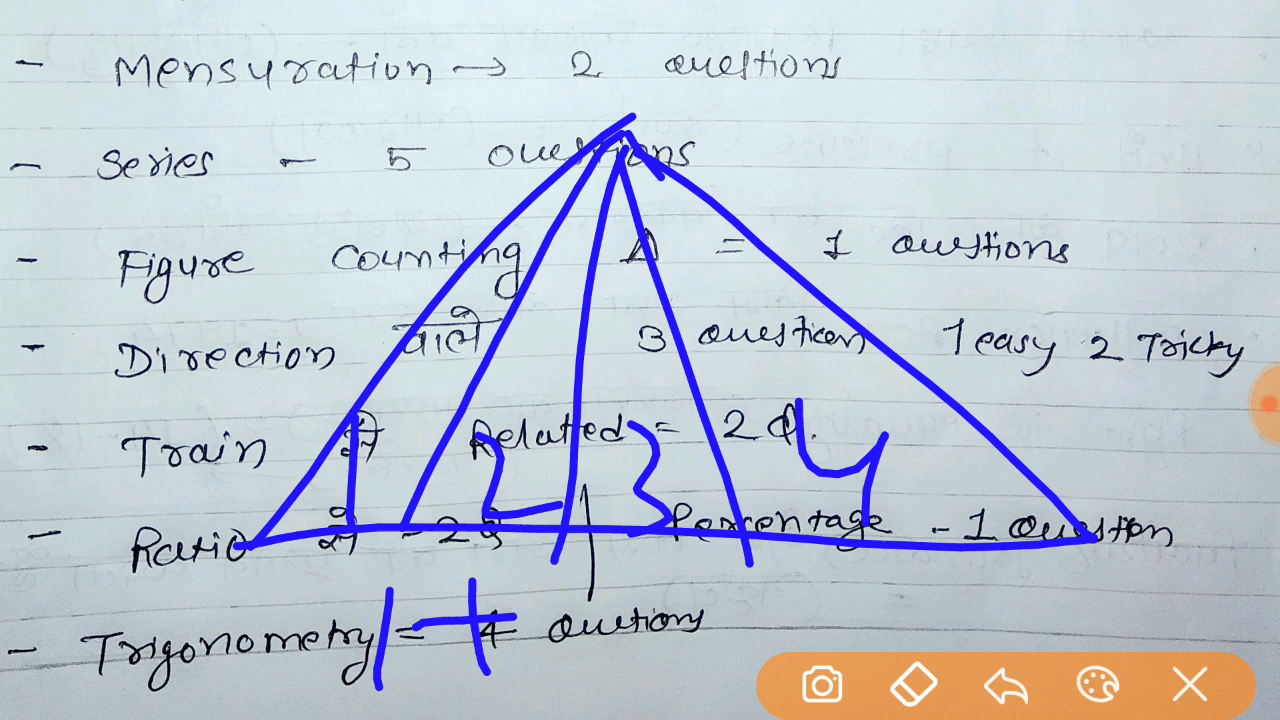 - Mensuration → 2 questions
- Series - 5 questions
- Figure Counting △ = 1 questions
- Direction वाले 3 question 1 easy 2 Tricky
- Train से Related = 2 Q.
1 2 3 4
- Ratio से - 2 Percentage - 1 question
- Trigonometry = 4 questions
1 +